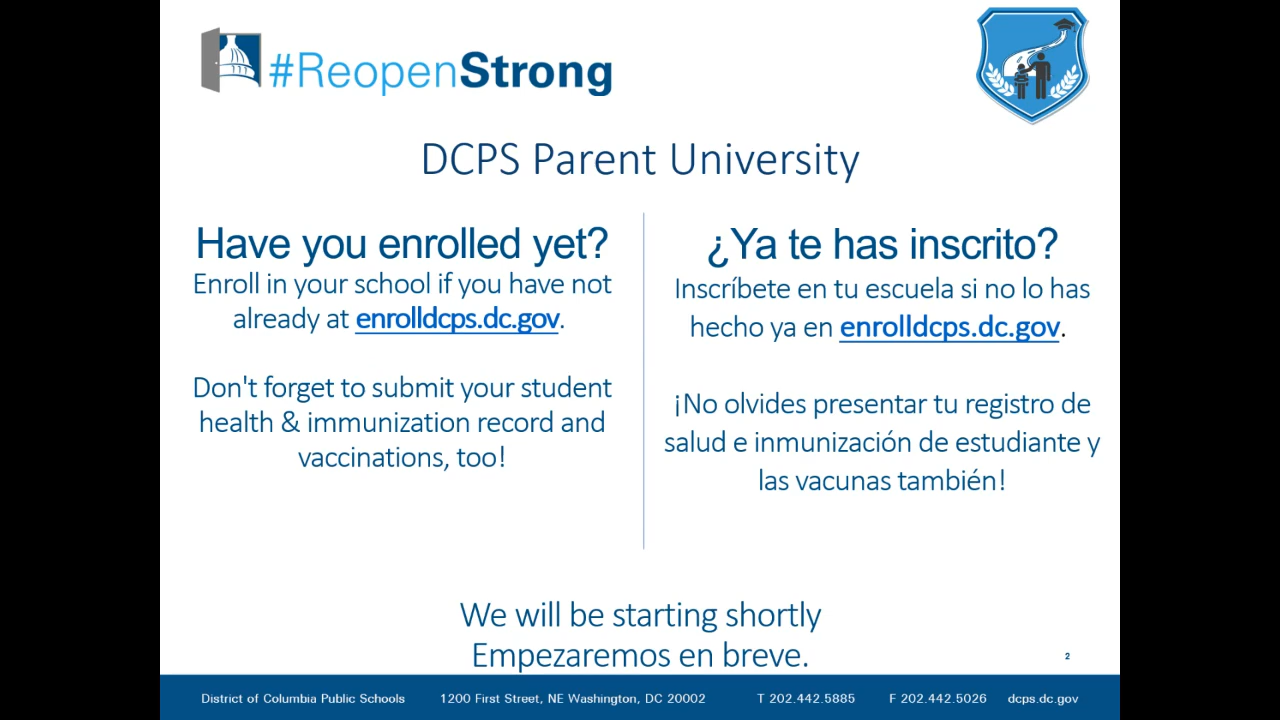 #ReopenStrong
DCPS Parent University
Have you enrolled yet?
Enroll in your school if you have not
already at enrolldcps.dc.gov.
Don't forget to submit your student
health & immunization record and
vaccinations, too!
¿Ya te has inscrito?
Inscríbete en tu escuela si no lo has
hecho ya en enrolldcps.dc.gov.
¡No olvides presentar tu registro de
salud e inmunización de estudiante y
las vacunas también!
We will be starting shortly
Empezaremos en breve.
2
District of Columbia Public Schools 1200 First Street, NE Washington, DC 20002 T 202.442.5885 F 202.442.5026 dcps.dc.gov